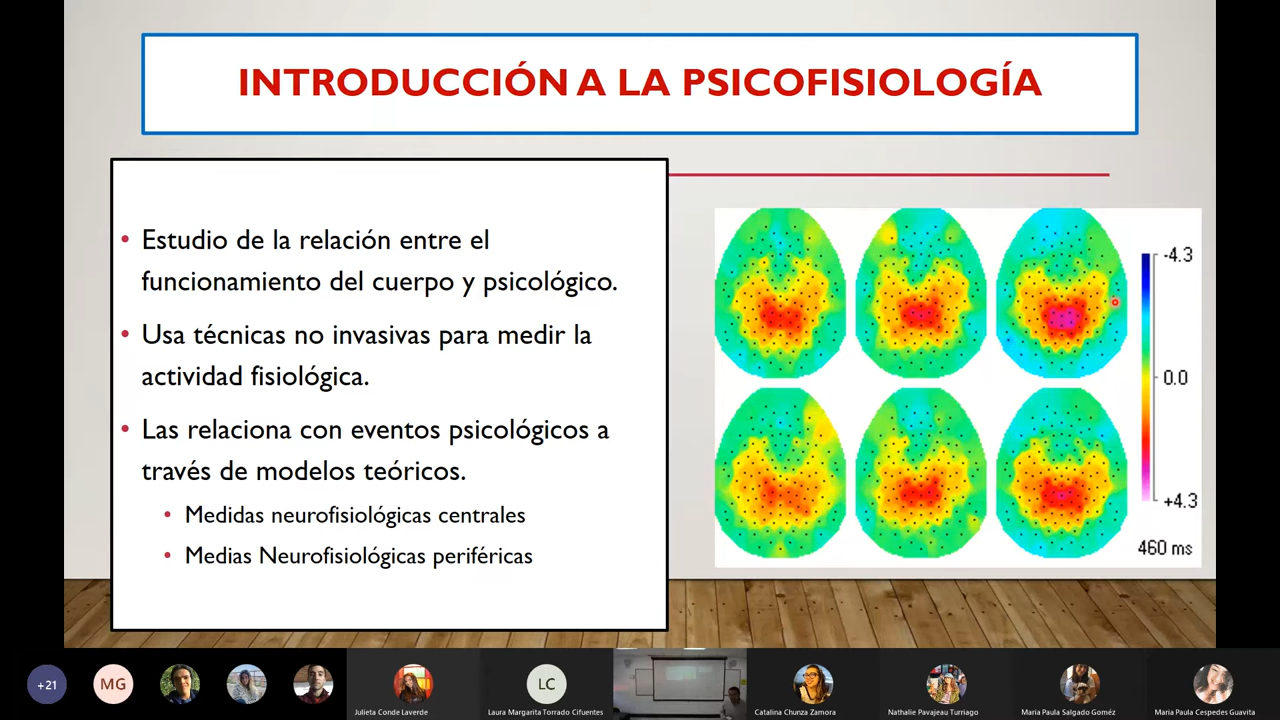 INTRODUCCIÓN A LA PSICOFISIOLOGÍA
• Estudio de la relación entre el
funcionamiento del cuerpo y psicológico.
• Usa técnicas no invasivas para medir la
actividad fisiológica.
• Las relaciona con eventos psicológicos a
través de modelos teóricos.
• Medidas neurofisiológicas centrales
• Medias Neurofisiológicas periféricas
-4.3
0.0
+4.3
460 ms
+21
MG
LC
Julieta Conde Laverde
Laura Margarita Torrado Cifuentes
Catalina Chunza Zamora
Nathalie Pavajeau Turriago
Maria Paula Salgado Goméz
Maria Paula Cespedes Guavita